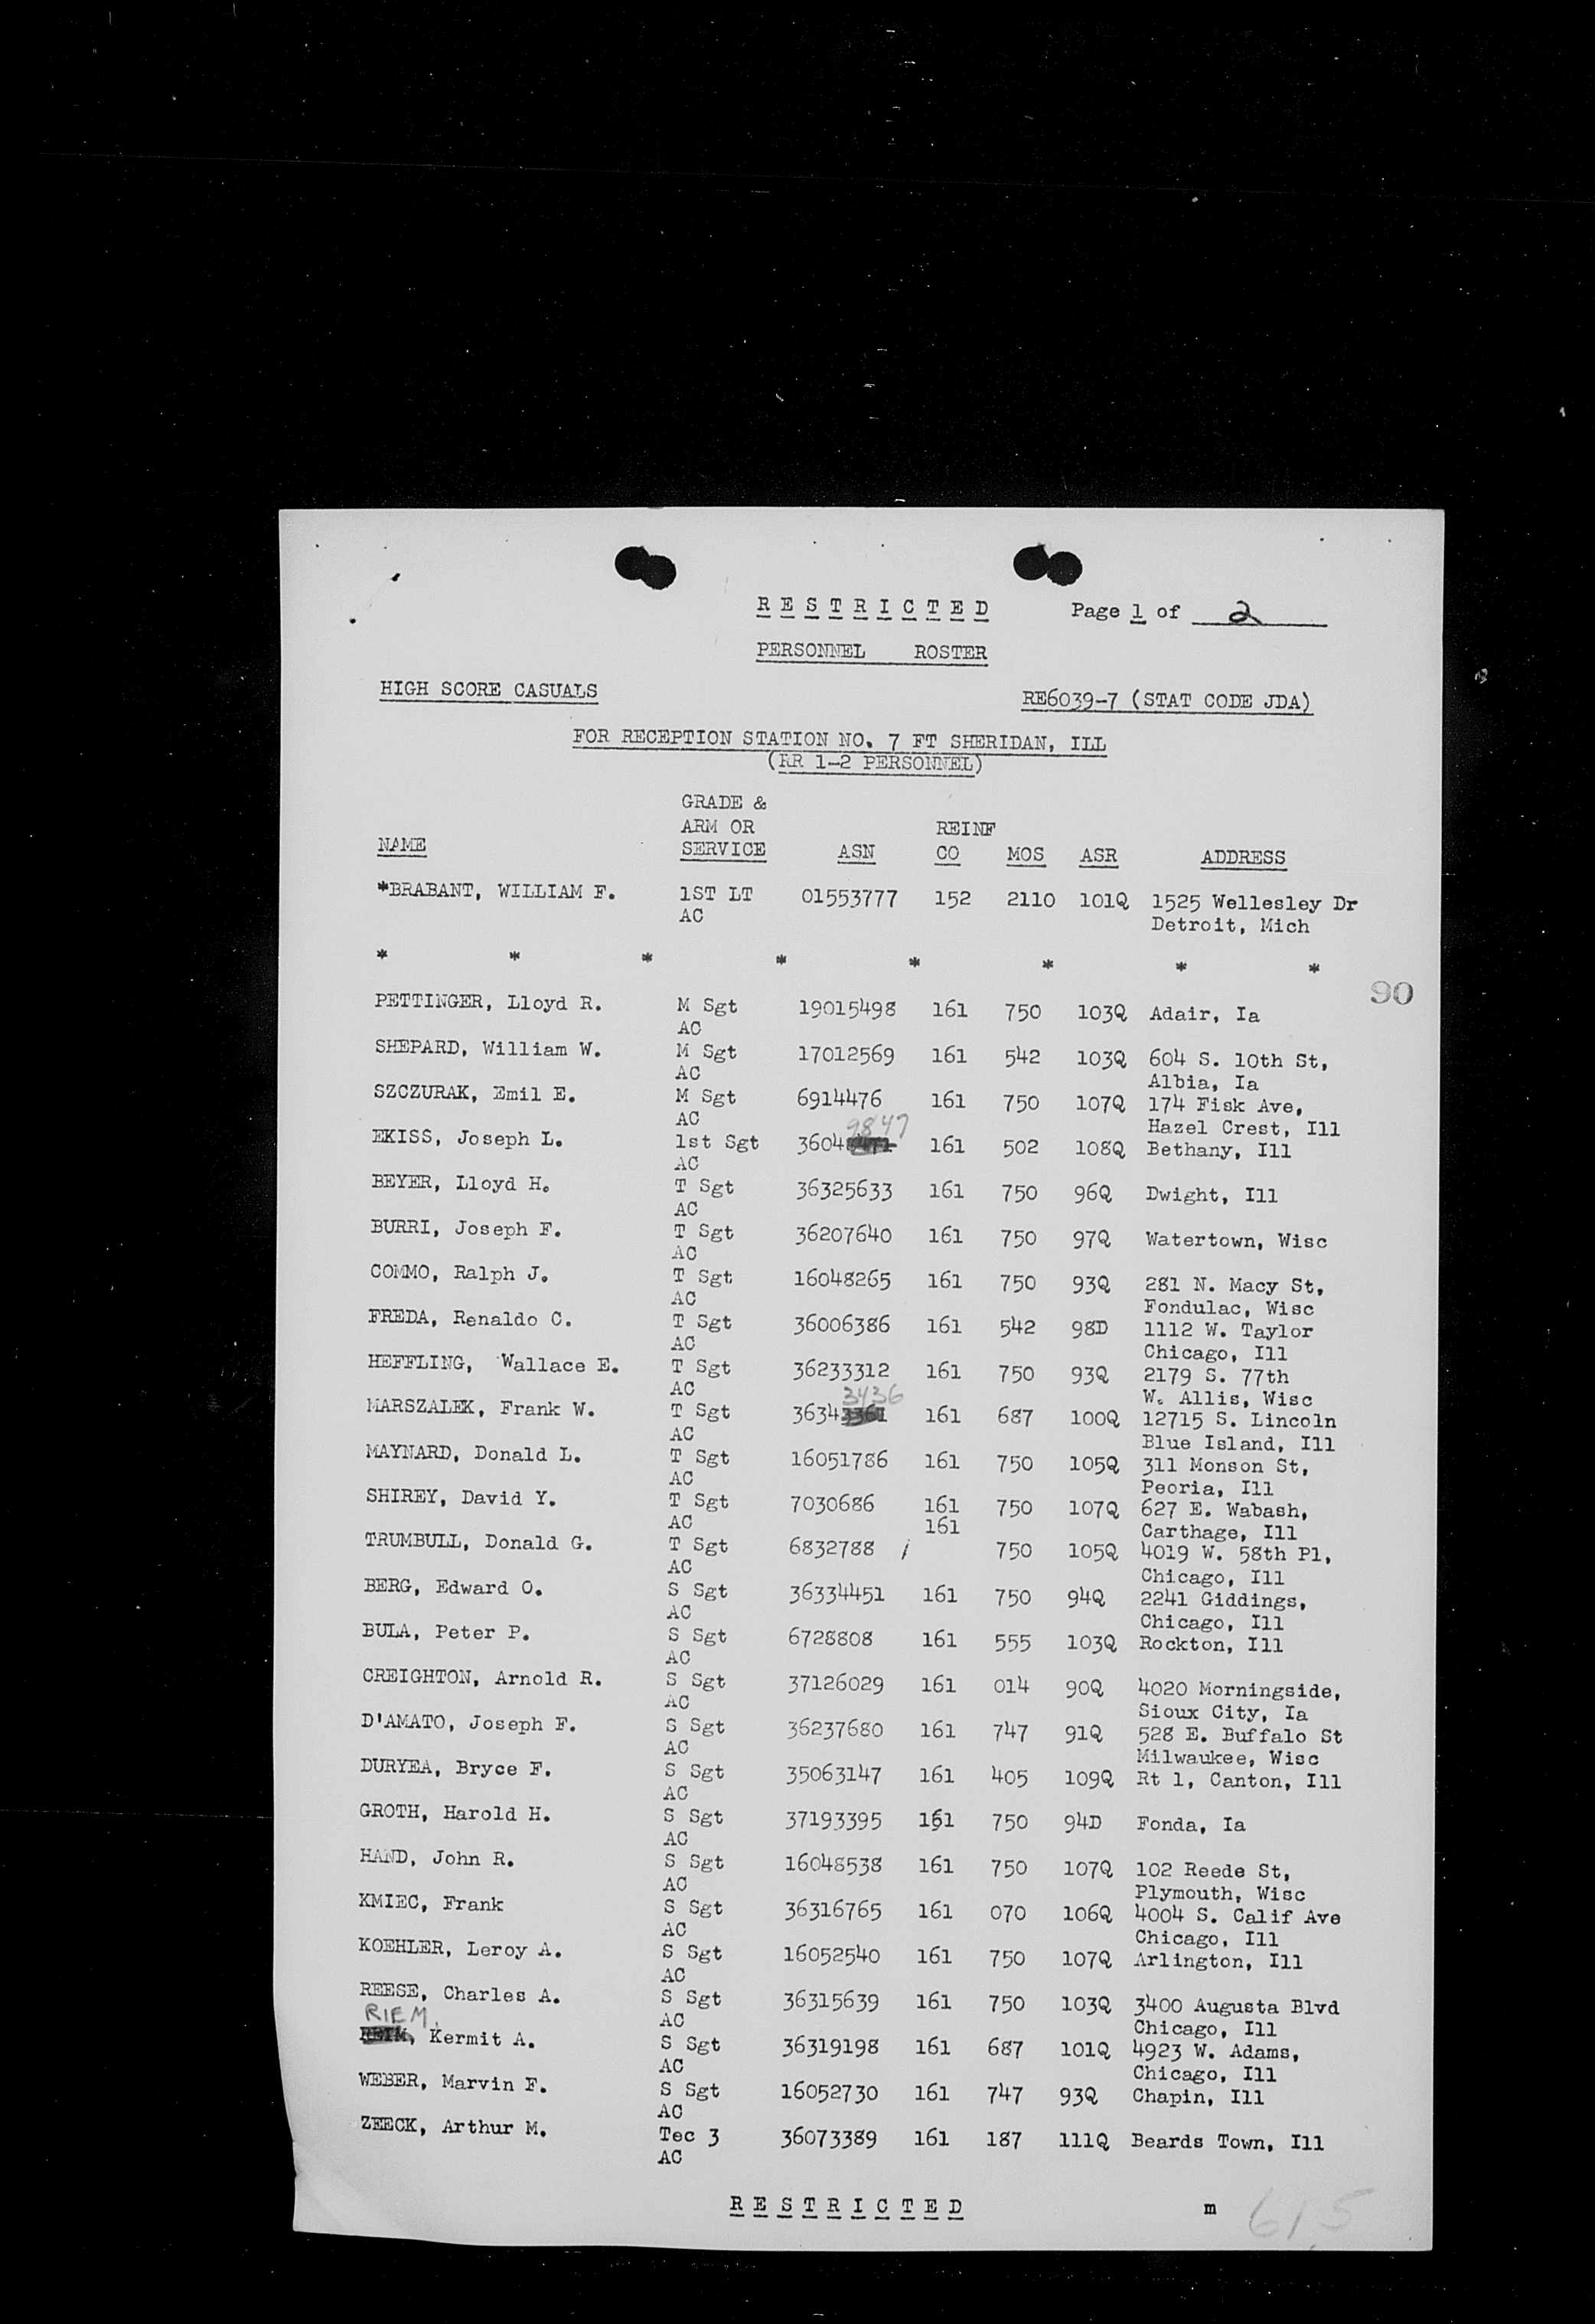 R E S T R I C T E D Page 1 of 2
PERSONNEL ROSTER
HIGH SCORE CASUALS RE6039-7 (STAT CODE JDA)
FOR RECEPTION STATION NO. 7 FT SHERIDAN, ILL
(RR 1-2 PERSONNEL)
GRADE &
ARM OR REINF
NAME SERVICE ASN CO MOS ASR ADDRESS
*BRABANT, WILLIAM F. 1ST LT 01553777 152 2110 101Q 1525 Wellesley Dr
AC Detroit, Mich
* * * * * * * *
90
PETTINGER, Lloyd R. M Sgt 19015498 161 750 103Q Adair, Ia
AC
SHEPARD, William W. M Sgt 17012569 161 542 103Q 604 S. 10th St,
AC Albia, Ia
SZCZURAK, Emil E. M Sgt 6914476 161 750 107Q 174 Fisk Ave,
AC 9847 Hazel Crest, Ill
EKISS, Joseph L. 1st Sgt 3604 161 502 108Q Bethany, Ill
AC
BEYER, Lloyd H. T Sgt 36325633 161 750 96Q Dwight, Ill
AC
BURRI, Joseph F. T Sgt 36207640 161 750 97Q Watertown, Wisc
AC
COMMO, Ralph J. T Sgt 16048265 161 750 93Q 281 N. Macy St,
AC Fondulac, Wisc
FREDA, Renaldo C. T Sgt 36006386 161 542 98D 1112 W. Taylor
AC Chicago, Ill
HEFFLING, Wallace E. T Sgt 36233312 161 750 93Q 2179 S. 77th
AC 3436 W. Allis, Wisc
MARSZALEK, Frank W. T Sgt 3634 161 687 100Q 12715 S. Lincoln
AC Blue Island, Ill
MAYNARD, Donald L. T Sgt 16051786 161 750 105Q 311 Monson St,
AC Peoria, Ill
SHIREY, David Y. T Sgt 7030686 161 750 107Q 627 E. Wabash,
AC 161 Carthage, Ill
TRUMBULL, Donald G. T Sgt 6832788 750 105Q 4019 W. 58th Pl,
AC Chicago, Ill
BERG, Edward O. S Sgt 36334451 161 750 94Q 2241 Giddings,
AC Chicago, Ill
BULA, Peter P. S Sgt 6728808 161 555 103Q Rockton, Ill
AC
CREIGHTON, Arnold R. S Sgt 37126029 161 014 90Q 4020 Morningside,
AC Sioux City, Ia
D'AMATO, Joseph F. S Sgt 36237680 161 747 91Q 528 E. Buffalo St
AC Milwaukee, Wisc
DURYEA, Bryce F. S Sgt 35063147 161 405 109Q Rt 1, Canton, Ill
AC
GROTH, Harold H. S Sgt 37193395 161 750 94D Fonda, Ia
AC
HAND, John R. S Sgt 16048538 161 750 107Q 102 Reede St,
AC Plymouth, Wisc
KMIEC, Frank S Sgt 36316765 161 070 106Q 4004 S. Calif Ave
AC Chicago, Ill
KOEHLER, Leroy A. S Sgt 16052540 161 750 107Q Arlington, Ill
AC
REESE, Charles A. S Sgt 36315639 161 750 103Q 3400 Augusta Blvd
RIEM, AC Chicago, Ill
Kermit A. S Sgt 36319198 161 687 101Q 4923 W. Adams,
AC Chicago, Ill
WEBER, Marvin F. S Sgt 16052730 161 747 93Q Chapin, Ill
AC
ZEECK, Arthur M. Tec 3 36073389 161 187 111Q Beards Town, Ill
AC
R E S T R I C T E D m 615